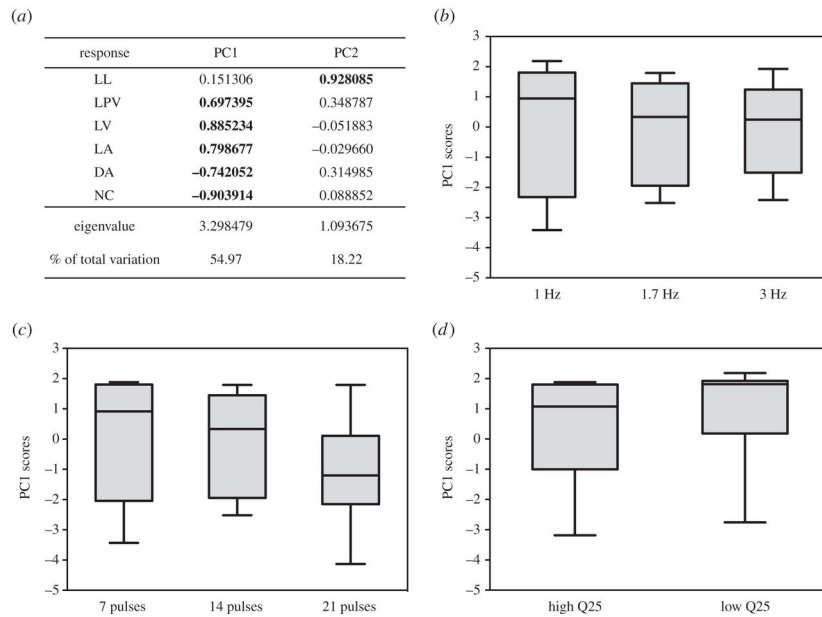 (a)
response PC1 PC2
LL 0.151306 0.928085
LPV 0.697395 0.348787
LV 0.885234 –0.051883
LA 0.798677 –0.029660
DA –0.742052 0.314985
NC –0.903914 0.088852
eigenvalue 3.298479 1.093675
% of total variation 54.97 18.22
(b)
PC1 scores
3
2
1
0
–1
–2
–3
–4
–5
1 Hz 1.7 Hz 3 Hz
(c)
PC1 scores
3
2
1
0
–1
–2
–3
–4
–5
7 pulses 14 pulses 21 pulses
(d)
PC1 scores
3
2
1
0
–1
–2
–3
–4
–5
high Q25 low Q25